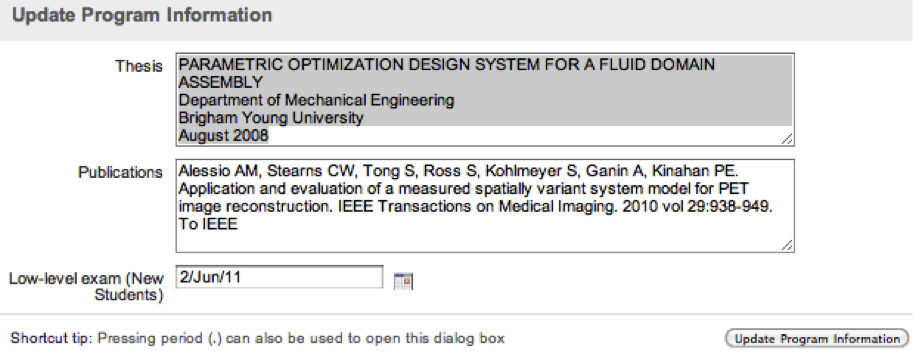 Update Program Information
Thesis
PARAMETRIC OPTIMIZATION DESIGN SYSTEM FOR A FLUID DOMAIN
ASSEMBLY
Department of Mechanical Engineering
Brigham Young University
August 2008
Publications
Alessio AM, Stearns CW, Tong S, Ross S, Kohlmeyer S, Ganin A, Kinahan PE.
Application and evaluation of a measured spatially variant system model for PET
image reconstruction. IEEE Transactions on Medical Imaging. 2010 vol 29:938-949.
To IEEE
Low-level exam (New
Students)
2/Jun/11
Shortcut tip: Pressing period (.) can also be used to open this dialog box
Update Program Information